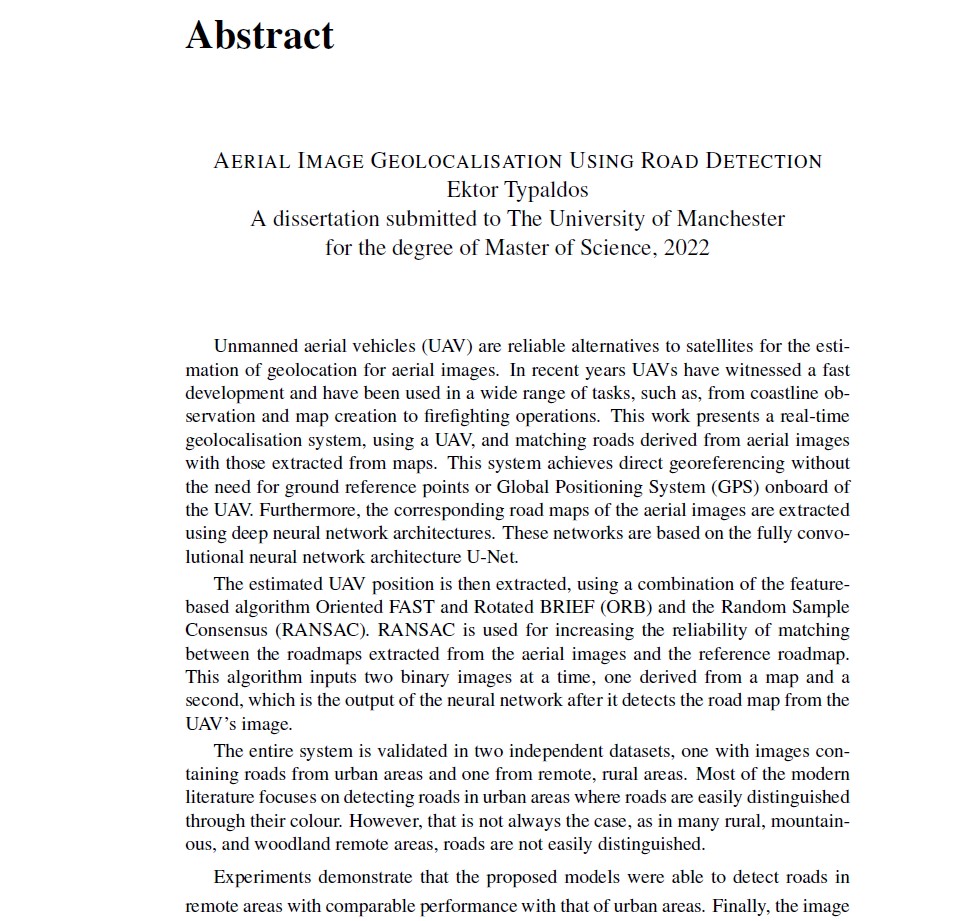 Abstract
AERIAL IMAGE GEOLOCALISATION USING ROAD DETECTION
Ektor Typaldos
A dissertation submitted to The University of Manchester
for the degree of Master of Science, 2022
Unmanned aerial vehicles (UAV) are reliable alternatives to satellites for the esti-
mation of geolocation for aerial images. In recent years UAVs have witnessed a fast
development and have been used in a wide range of tasks, such as, from coastline ob-
servation and map creation to firefighting operations. This work presents a real-time
geolocalisation system, using a UAV, and matching roads derived from aerial images
with those extracted from maps. This system achieves direct georeferencing without
the need for ground reference points or Global Positioning System (GPS) onboard of
the UAV. Furthermore, the corresponding road maps of the aerial images are extracted
using deep neural network architectures. These networks are based on the fully convo-
lutional neural network architecture U-Net.
The estimated UAV position is then extracted, using a combination of the feature-
based algorithm Oriented FAST and Rotated BRIEF (ORB) and the Random Sample
Consensus (RANSAC). RANSAC is used for increasing the reliability of matching
between the roadmaps extracted from the aerial images and the reference roadmap.
This algorithm inputs two binary images at a time, one derived from a map and a
second, which is the output of the neural network after it detects the road map from the
UAV's image.
The entire system is validated in two independent datasets, one with images con-
taining roads from urban areas and one from remote, rural areas. Most of the modern
literature focuses on detecting roads in urban areas where roads are easily distinguished
through their colour. However, that is not always the case, as in many rural, mountain-
ous, and woodland remote areas, roads are not easily distinguished.
Experiments demonstrate that the proposed models were able to detect roads in
remote areas with comparable performance with that of urban areas. Finally, the image